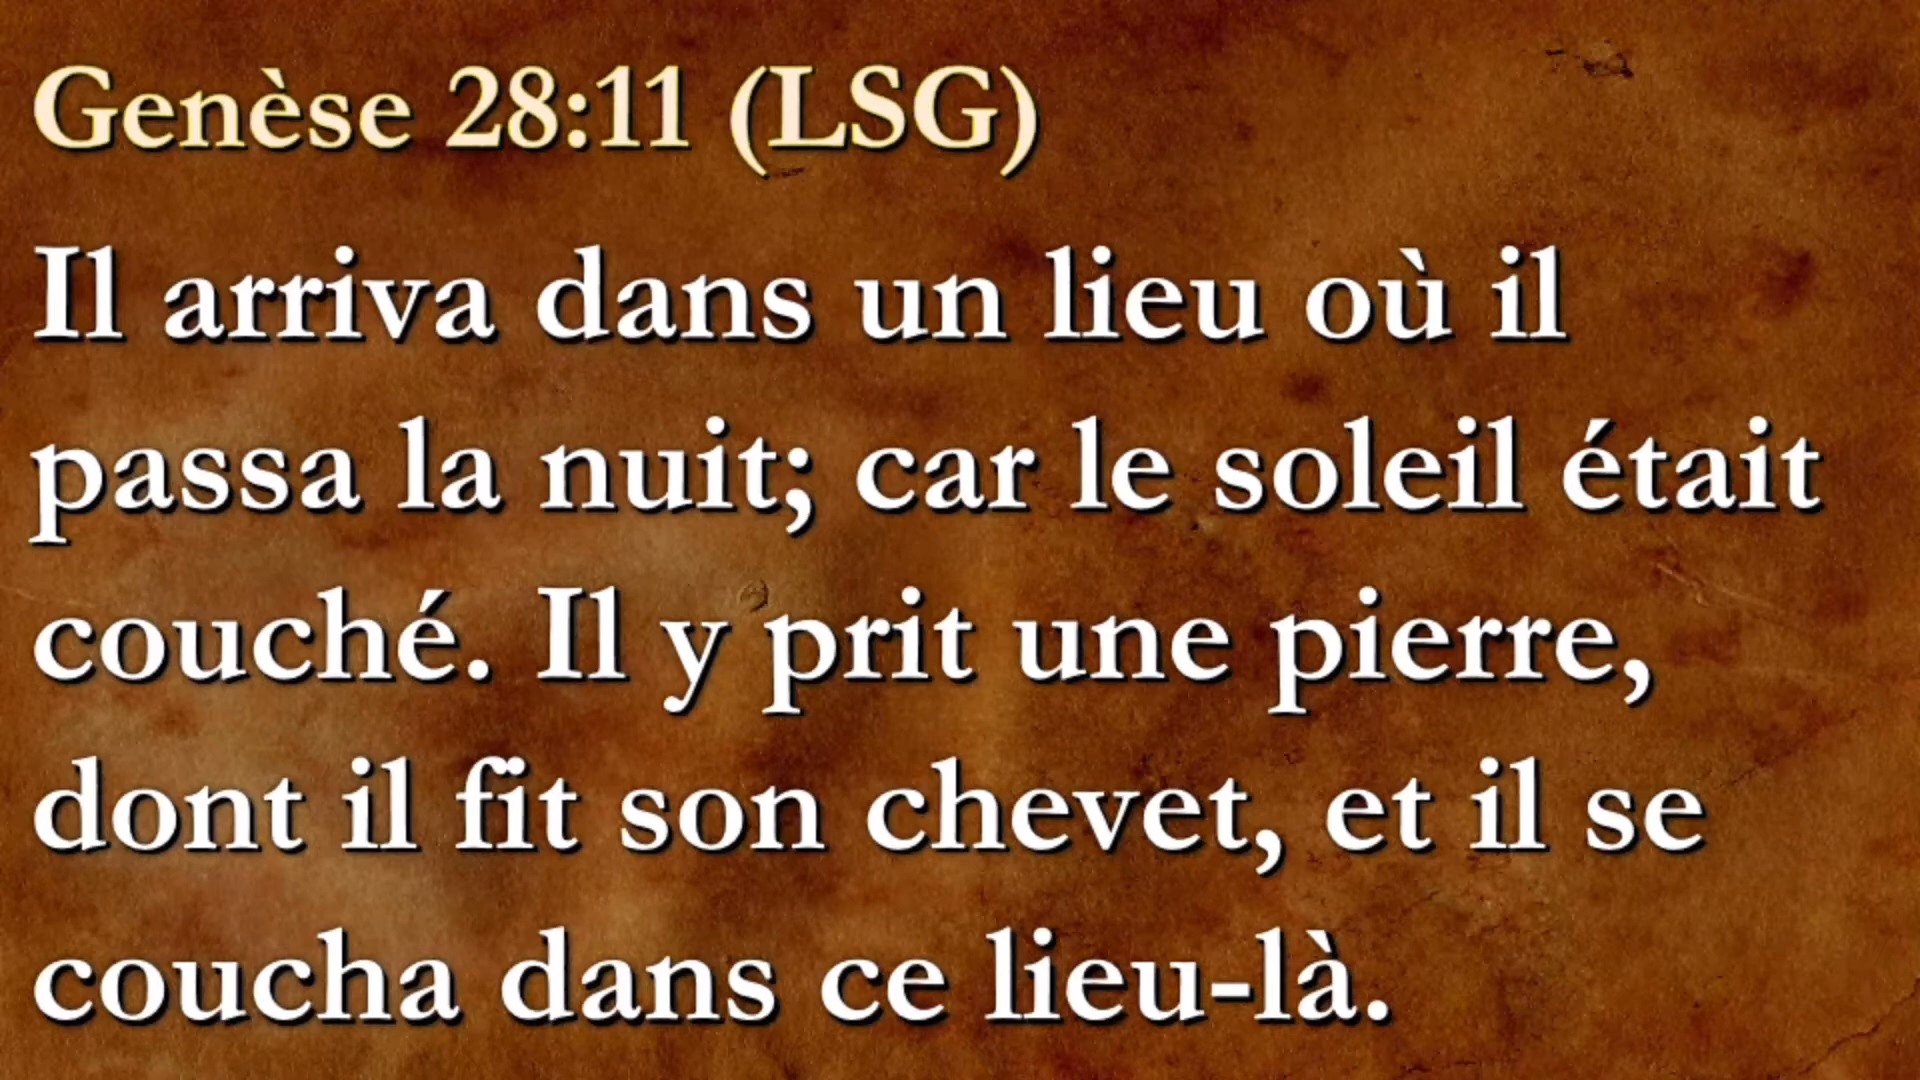 Genèse 28:11 (LSG)
Il arriva dans un lieu où il
passa la nuit; car le soleil était
couché. Il y prit une pierre,
dont il fit son chevet, et il se
coucha dans ce lieu-là.